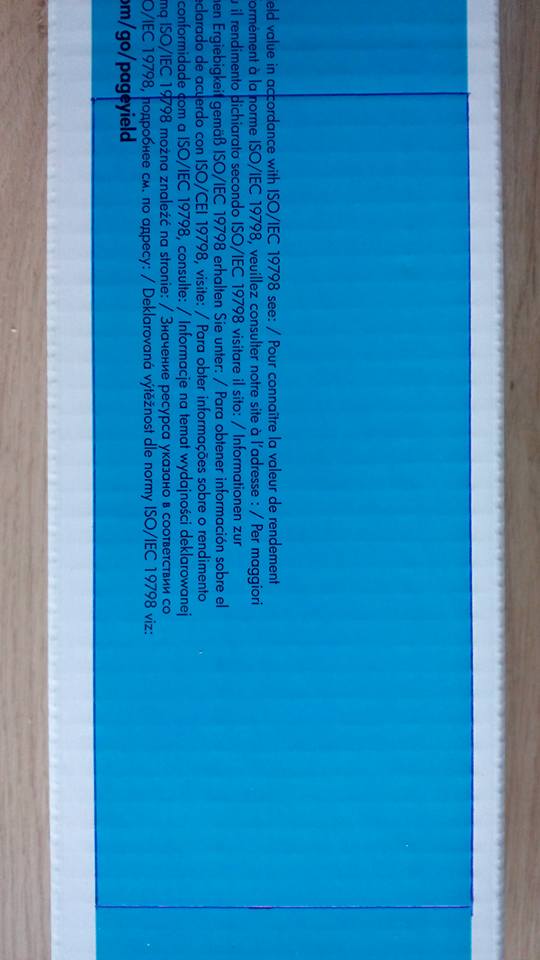 eld value in accordance with ISO/IEC 19798 see: / Pour connaître la valeur de rendement
ormément à la norme ISO/IEC 19798, veuillez consulter notre site à l'adresse : / Per maggiori
il rendimento dichiarato secondo ISO/IEC 19798 visitare il sito: / Informationen zur
en Ergiebigkeit gemäß ISO/IEC 19798 erhalten Sie unter: / Para obtener información sobre el
clarado de acuerdo con ISO/CEI 19798, visite: / Para obter informações sobre o rendimento
conformidade com a ISO/IEC 19798, consulte: / Informacje na temat wydajności deklarowanej
mą ISO/IEC 19798 można znaleźć na stronie: / Значение ресурса указано в соответствии со
O/IEC 19798, подробнее см. по адресу: / Deklarovaná výtěžnost dle normy ISO/IEC 19798 viz:
om/go/pageyield